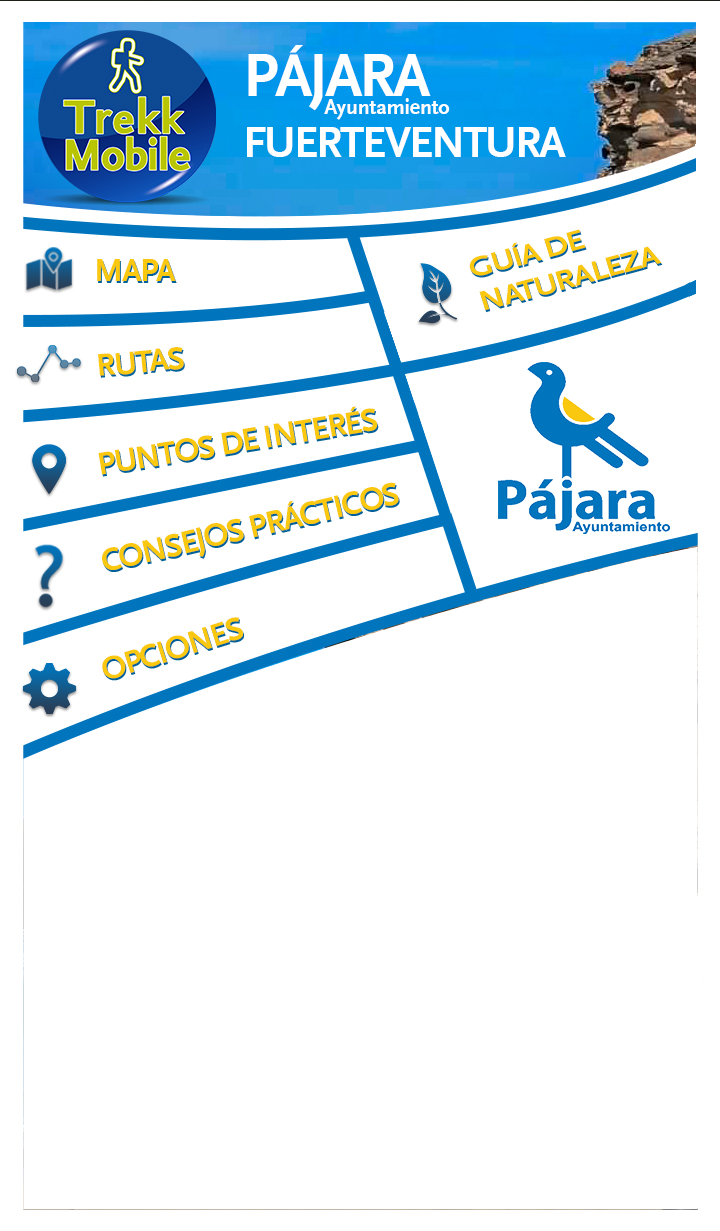 Trekk
Mobile
PÁJARA
Ayuntamiento
FUERTEVENTURA
MAPA
GUÍA DE
NATURALEZA
RUTAS
PUNTOS DE INTERÉS
CONSEJOS PRÁCTICOS
OPCIONES
Pájara
Ayuntamiento